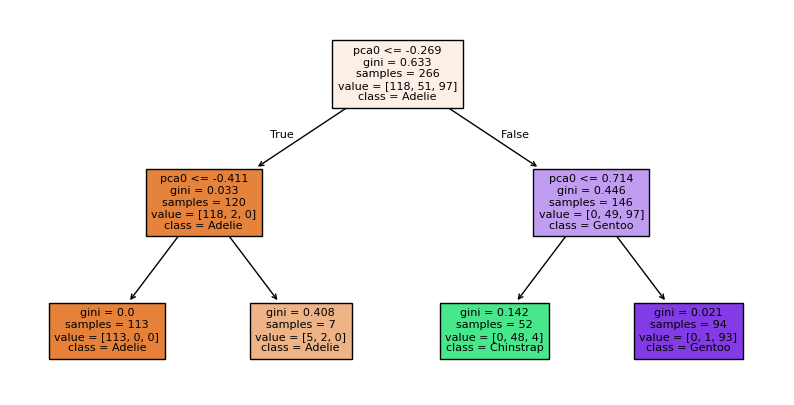 pca0 <= -0.269
gini = 0.633
samples = 266
value = [118, 51, 97]
class = Adelie
True
False
pca0 <= -0.411
gini = 0.033
samples = 120
value = [118, 2, 0]
class = Adelie
pca0 <= 0.714
gini = 0.446
samples = 146
value = [0, 49, 97]
class = Gentoo
gini = 0.0
samples = 113
value = [113, 0, 0]
class = Adelie
gini = 0.408
samples = 7
value = [5, 2, 0]
class = Adelie
gini = 0.142
samples = 52
value = [0, 48, 4]
class = Chinstrap
gini = 0.021
samples = 94
value = [0, 1, 93]
class = Gentoo